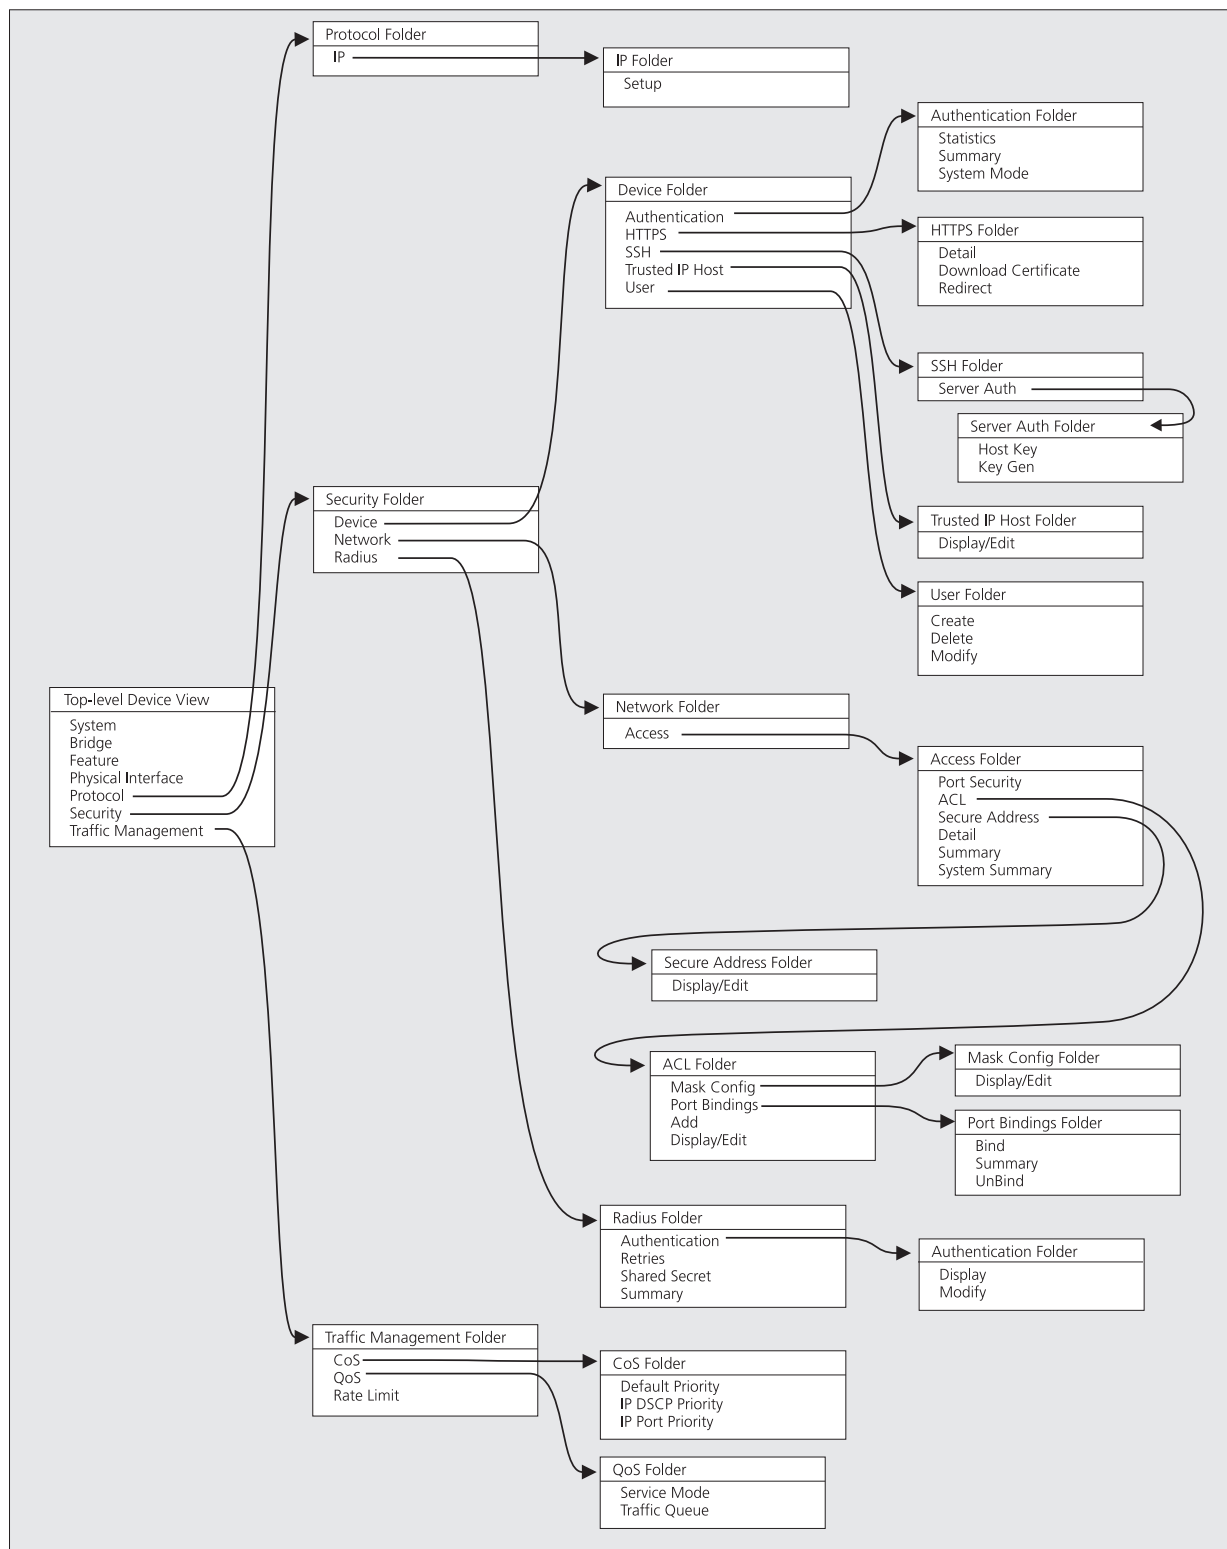 Protocol Folder
IP
IP Folder
Setup
Authentication Folder
Statistics
Summary
System Mode
Device Folder
Authentication
HTTPS
SSH
Trusted IP Host
User
HTTPS Folder
Detail
Download Certificate
Redirect
SSH Folder
Server Auth
Server Auth Folder
Host Key
Key Gen
Security Folder
Device
Network
Radius
Trusted IP Host Folder
Display/Edit
User Folder
Create
Delete
Modify
Top-level Device View
System
Bridge
Feature
Physical Interface
Protocol
Security
Traffic Management
Network Folder
Access
Access Folder
Port Security
ACL
Secure Address
Detail
Summary
System Summary
Secure Address Folder
Display/Edit
ACL Folder
Mask Config
Port Bindings
Add
Display/Edit
Mask Config Folder
Display/Edit
Port Bindings Folder
Bind
Summary
UnBind
Radius Folder
Authentication
Retries
Shared Secret
Summary
Authentication Folder
Display
Modify
Traffic Management Folder
CoS
QoS
Rate Limit
CoS Folder
Default Priority
IP DSCP Priority
IP Port Priority
QoS Folder
Service Mode
Traffic Queue